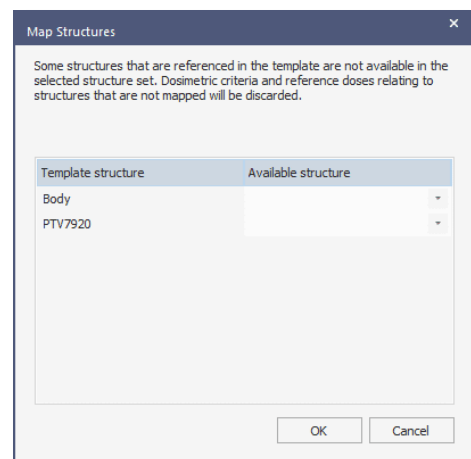 Map Structures
Some structures that are referenced in the template are not available in the
selected structure set. Dosimetric criteria and reference doses relating to
structures that are not mapped will be discarded.
Template structure Available structure
Body
PTV7920
OK Cancel